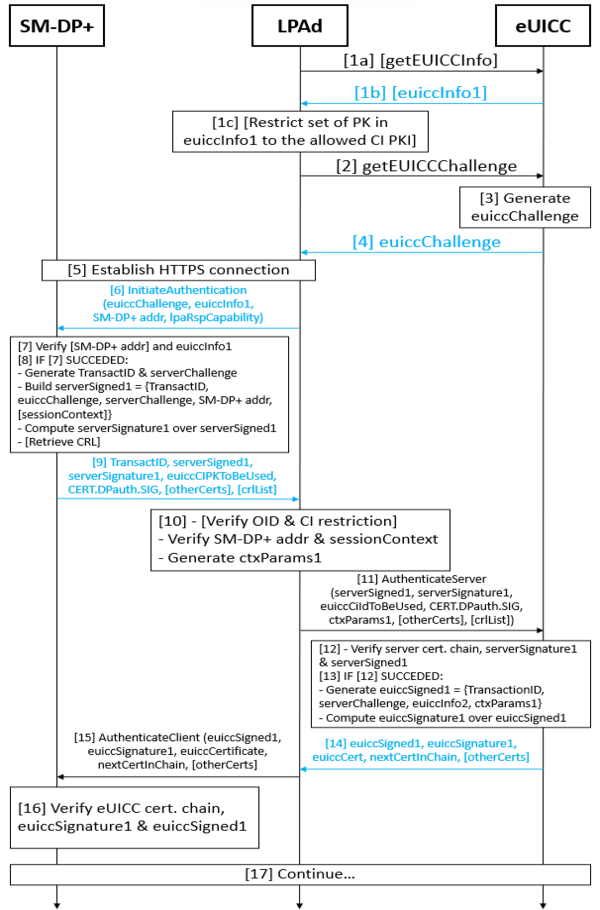 SM-DP+
LPAd
eUICC
[1a] [getEUICCInfo]
[1b] [euiccInfo1]
[1c] [Restrict set of PK in
euiccInfo1 to the allowed CI PKI]
[2] getEUICCChallenge
[3] Generate
euiccChallenge
[4] euiccChallenge
[5] Establish HTTPS connection
[6] InitiateAuthentication
(euiccChallenge, euiccInfo1,
SM-DP+ addr, lpaRspCapability)
[7] Verify [SM-DP+ addr] and euiccInfo1
[8] IF [7] SUCCEDED:
- Generate TransactID & serverChallenge
- Build serverSigned1 = {TransactID,
euiccChallenge, serverChallenge, SM-DP+ addr,
[sessionContext]}
- Compute serverSignature1 over serverSigned1
- [Retrieve CRL]
[9] TransactID, serverSigned1,
serverSignature1, euiccCIPKToBeUsed,
CERT.DPauth.SIG, [otherCerts], [crlList]
[10] - [Verify OID & CI restriction]
- Verify SM-DP+ addr & sessionContext
- Generate ctxParams1
[11] AuthenticateServer
(serverSigned1, serverSignature1,
euiccCiIdToBeUsed, CERT.DPauth.SIG,
ctxParams1, [otherCerts], [crlList])
[12] - Verify server cert. chain, serverSignature1
& serverSigned1
[13] IF [12] SUCCEDED:
- Generate euiccSigned1 = {TransactionID,
serverChallenge, euiccInfo2, ctxParams1}
- Compute euiccSignature1 over euiccSigned1
[14] euiccSigned1, euiccSignature1,
euiccCert, nextCertInChain, [otherCerts]
[15] AuthenticateClient (euiccSigned1,
euiccSignature1, euiccCertificate,
nextCertInChain, [otherCerts]
[16] Verify eUICC cert. chain,
euiccSignature1 & euiccSigned1
[17] Continue...